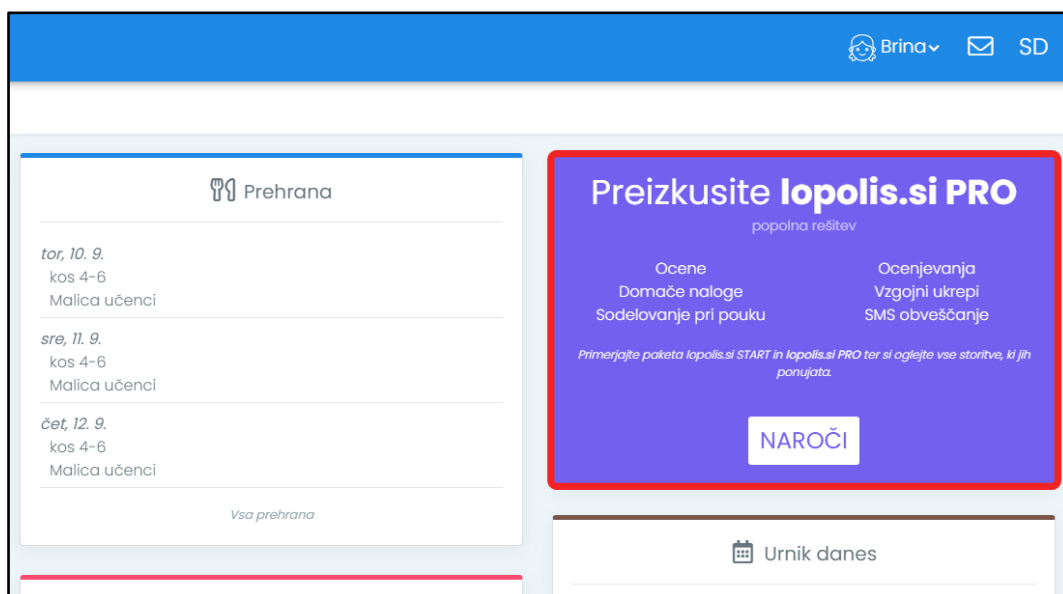 Brina
SD
Prehrana
tor, 10. 9.
kos 4-6
Malica učenci
sre, 11. 9.
kos 4-6
Malica učenci
čet, 12. 9.
kos 4-6
Malica učenci
Vsa prehrana
Preizkusite lopolis.si PRO
popolna rešitev
Ocene
Domače naloge
Sodelovanje pri pouku
Ocenjevanja
Vzgojni ukrepi
SMS obveščanje
Primerjajte paketa lopolis.si START in lopolis.si PRO ter si oglejte vse storitve, ki jih
ponujata.
NAROČI
Urnik danes